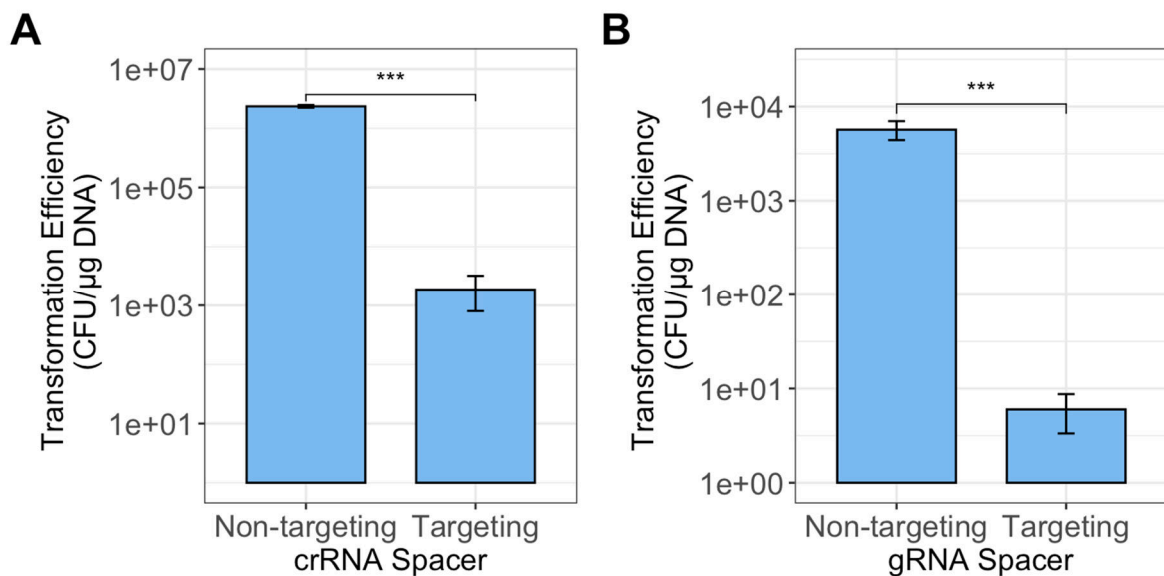 A
Transformation Efficiency
(CFU/µg DNA)
1e+07
1e+05
1e+03
1e+01
***
Non-targeting
Targeting
crRNA Spacer
B
Transformation Efficiency
(CFU/µg DNA)
1e+04
1e+03
1e+02
1e+01
1e+00
***
Non-targeting
Targeting
gRNA Spacer